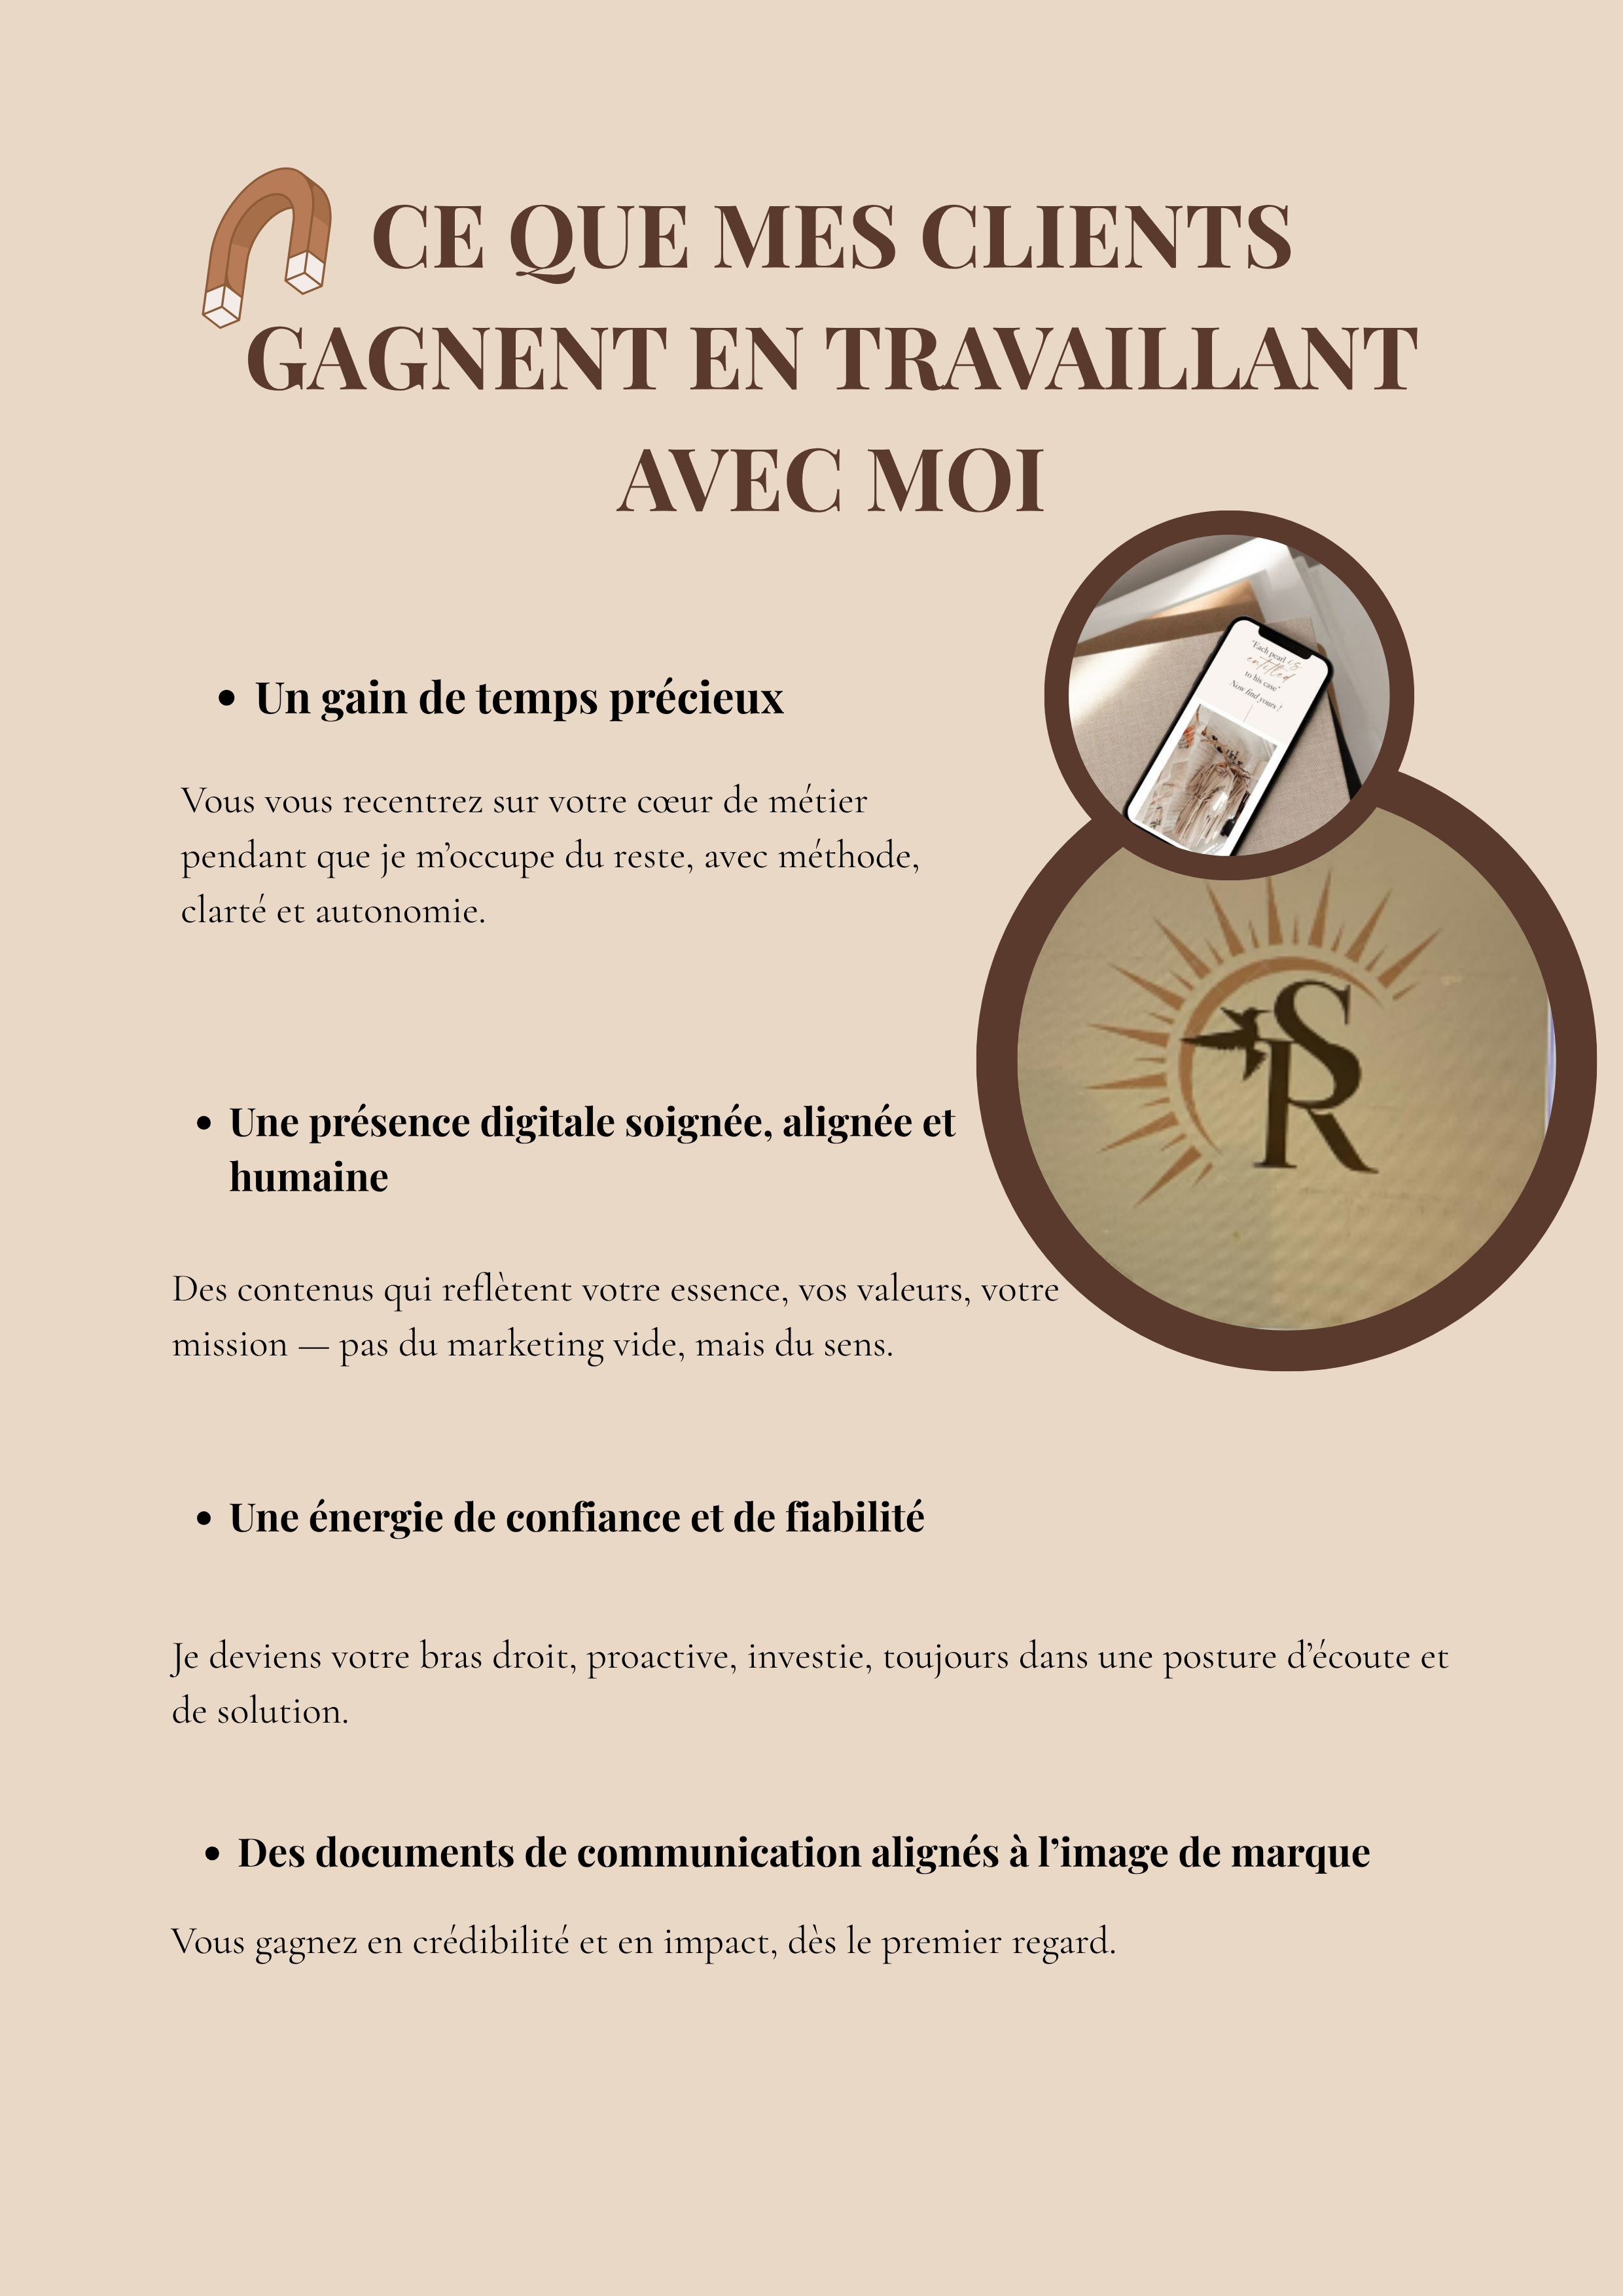 CE QUE MES CLIENTS
GAGNENT EN TRAVAILLANT
AVEC MOI
"Each pearl is
entitled
to his case"
Now find yours !
• Un gain de temps précieux
Vous vous recentrez sur votre cœur de métier
pendant que je m’occupe du reste, avec méthode,
clarté et autonomie.
SR
• Une présence digitale soignée, alignée et
humaine
Des contenus qui reflètent votre essence, vos valeurs, votre
mission — pas du marketing vide, mais du sens.
• Une énergie de confiance et de fiabilité
Je deviens votre bras droit, proactive, investie, toujours dans une posture d’écoute et
de solution.
• Des documents de communication alignés à l’image de marque
Vous gagnez en crédibilité et en impact, dès le premier regard.